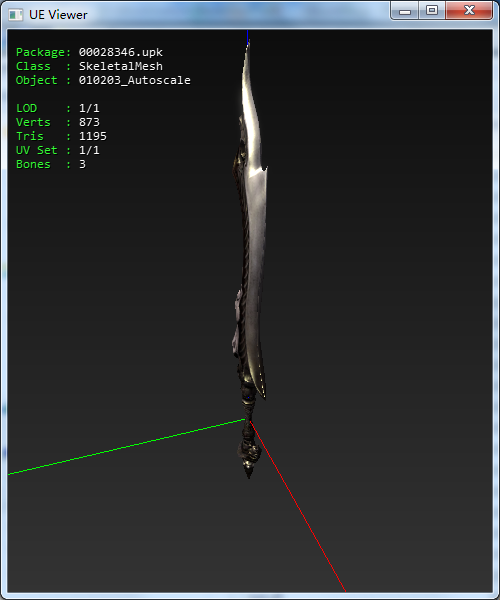 UE Viewer
Package: 00028346.upk
Class : SkeletalMesh
Object : 010203_Autoscale
LOD : 1/1
Verts : 873
Tris : 1195
UV Set : 1/1
Bones : 3